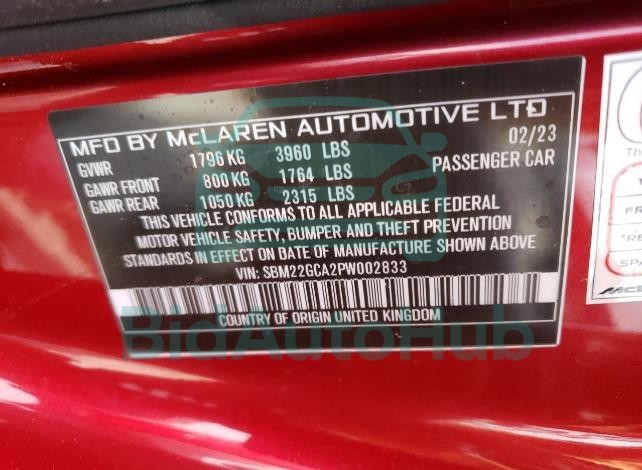 MFD BY McLAREN AUTOMOTIVE LTD
02/23
GVWR 1796 KG 3960 LBS
PASSENGER CAR
GAWR FRONT 800 KG 1764 LBS
GAWR REAR 1050 KG 2315 LBS
THIS VEHICLE CONFORMS TO ALL APPLICABLE FEDERAL
MOTOR VEHICLE SAFETY, BUMPER AND THEFT PREVENTION
STANDARDS IN EFFECT ON DATE OF MANUFACTURE SHOWN ABOVE
VIN: SBM22GCA2PW002833
COUNTRY OF ORIGIN UNITED KINGDOM
BidAutoHub